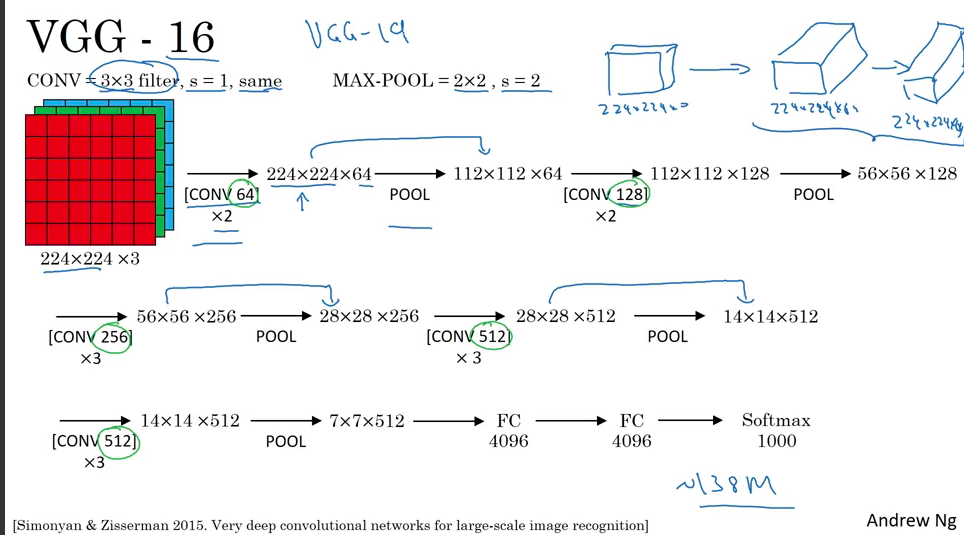 VGG - 16
VGG-19
CONV = 3×3 filter, s = 1, same
MAX-POOL = 2×2 , s = 2
224×224×3
224×224×64
224×224×64
224×224×64
112×112 ×64
112×112 ×128
56×56 ×128
[CONV 64]
×2
POOL
[CONV 128]
×2
POOL
224×224 ×3
56×56 ×256
28×28 ×256
28×28 ×512
14×14×512
[CONV 256]
×3
POOL
[CONV 512]
× 3
POOL
14×14 ×512
7×7×512
FC
4096
FC
4096
Softmax
1000
[CONV 512]
×3
POOL
~138M
[Simonyan & Zisserman 2015. Very deep convolutional networks for large-scale image recognition]
Andrew Ng